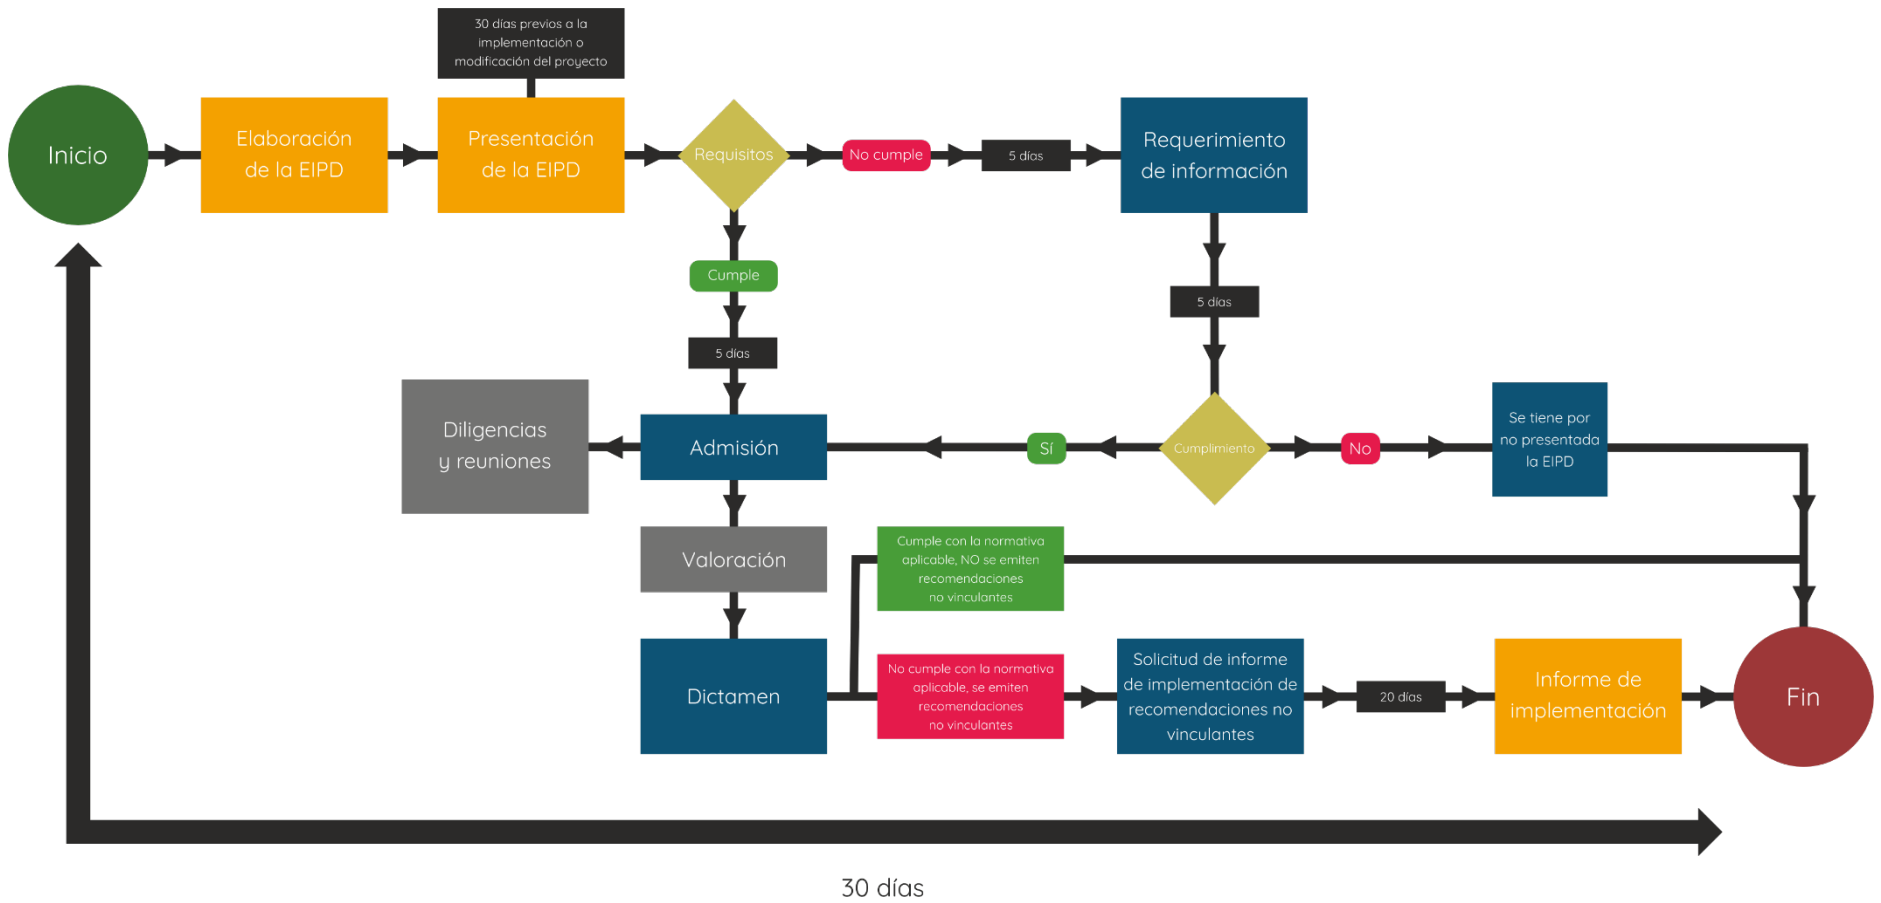 30 días previos a la
implementación o
modificación del proyecto
Inicio
Elaboración
de la EIPD
Presentación
de la EIPD
Requisitos
No cumple
5 días
Requerimiento
de información
Cumple
5 días
5 días
Diligencias
y reuniones
Admisión
Sí
Cumplimiento
No
Se tiene por
no presentada
la EIPD
Valoración
Cumple con la normativa
aplicable, NO se emiten
recomendaciones
no vinculantes
Dictamen
No cumple con la normativa
aplicable, se emiten
recomendaciones
no vinculantes
Solicitud de informe
de implementación de
recomendaciones no
vinculantes
20 días
Informe de
implementación
Fin
30 días